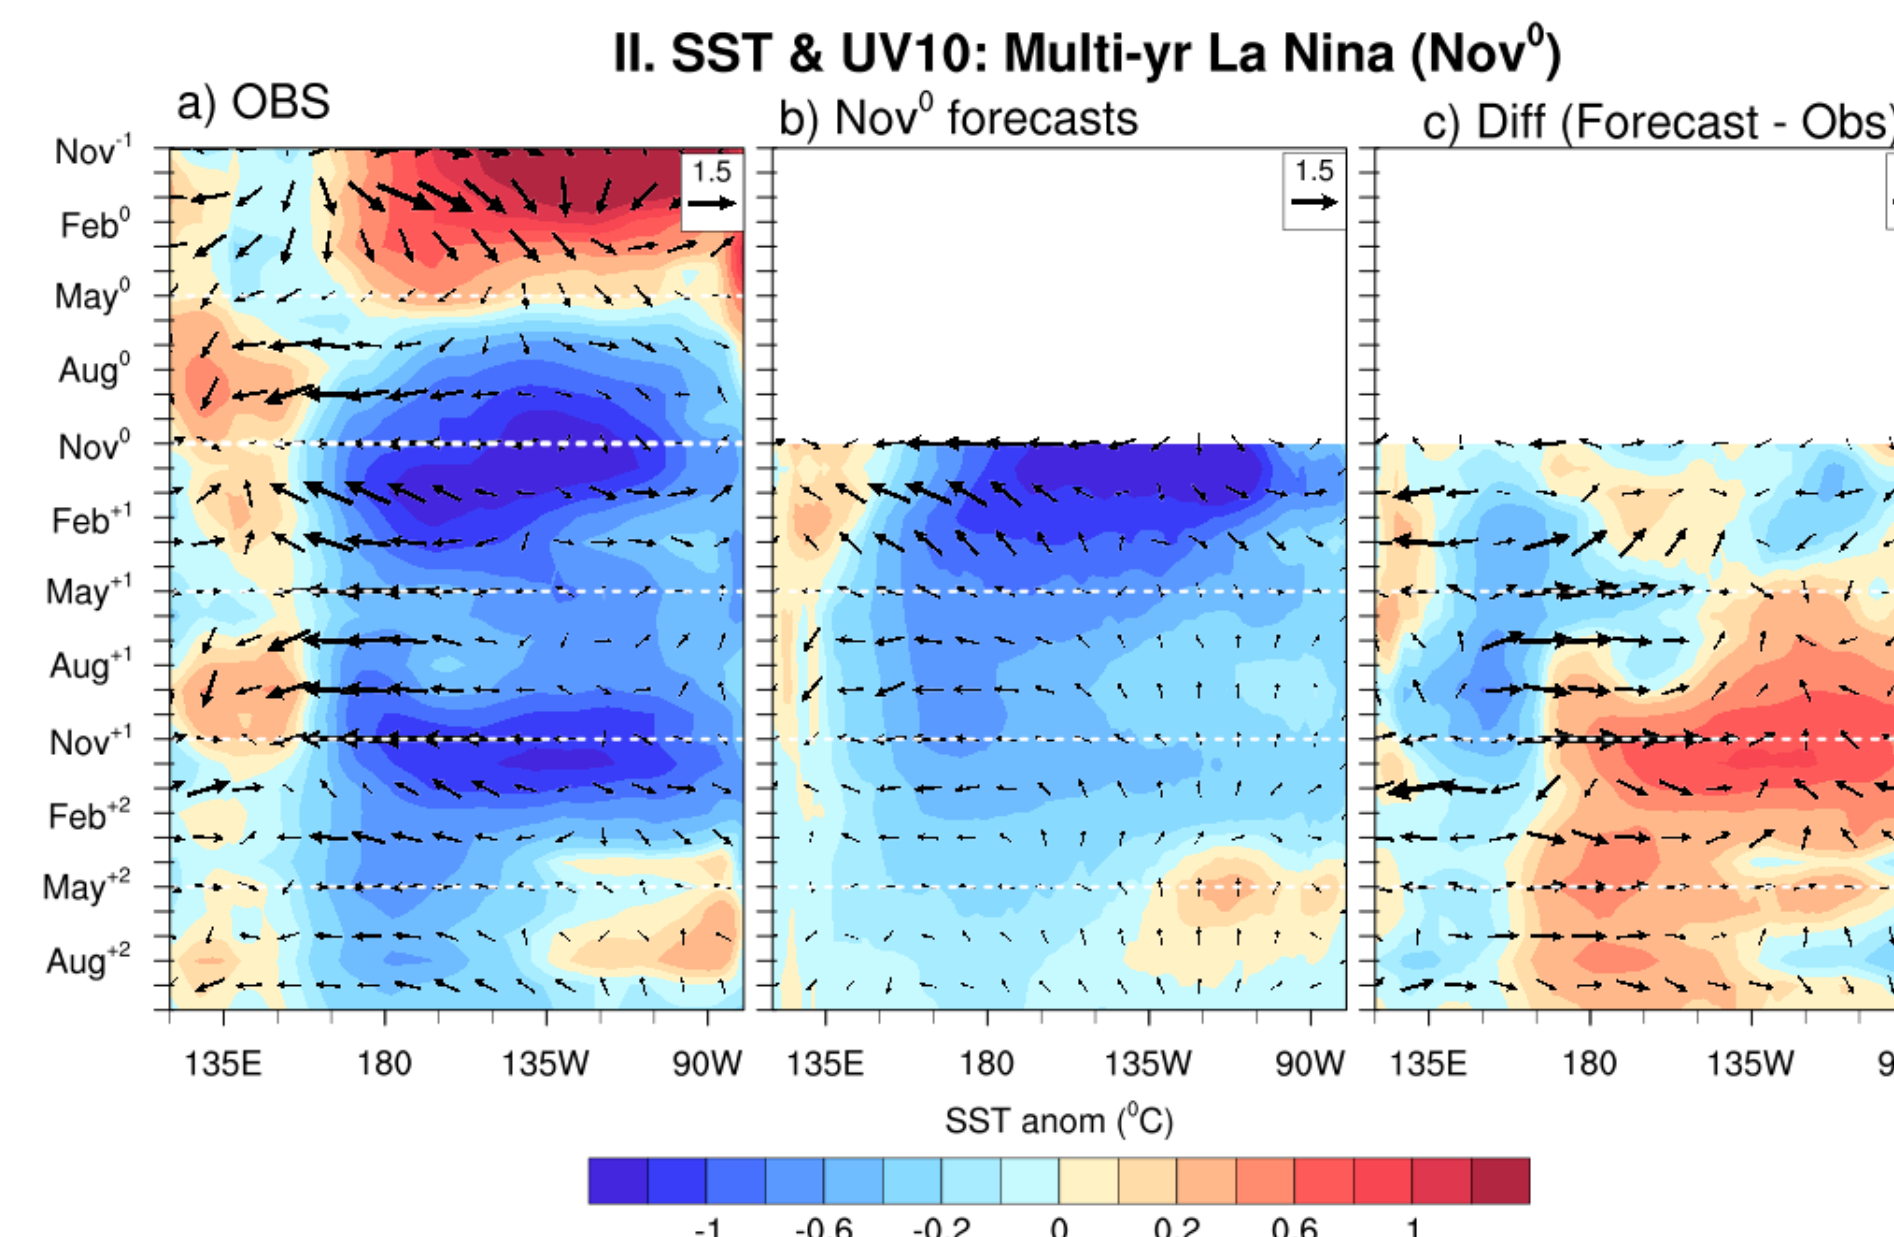 II. SST & UV10: Multi-yr La Nina (Nov⁰)
a) OBS
b) Nov⁰ forecasts
c) Diff (Forecast - Obs)
Nov⁻¹
Feb⁰
May⁰
Aug⁰
Nov⁰
Feb⁺¹
May⁺¹
Aug⁺¹
Nov⁺¹
Feb⁺²
May⁺²
Aug⁺²
1.5
1.5
135E 180 135W 90W
135E 180 135W 90W
135E 180 135W 9
SST anom (⁰C)
-1 -0.6 -0.2 0 0.2 0.6 1